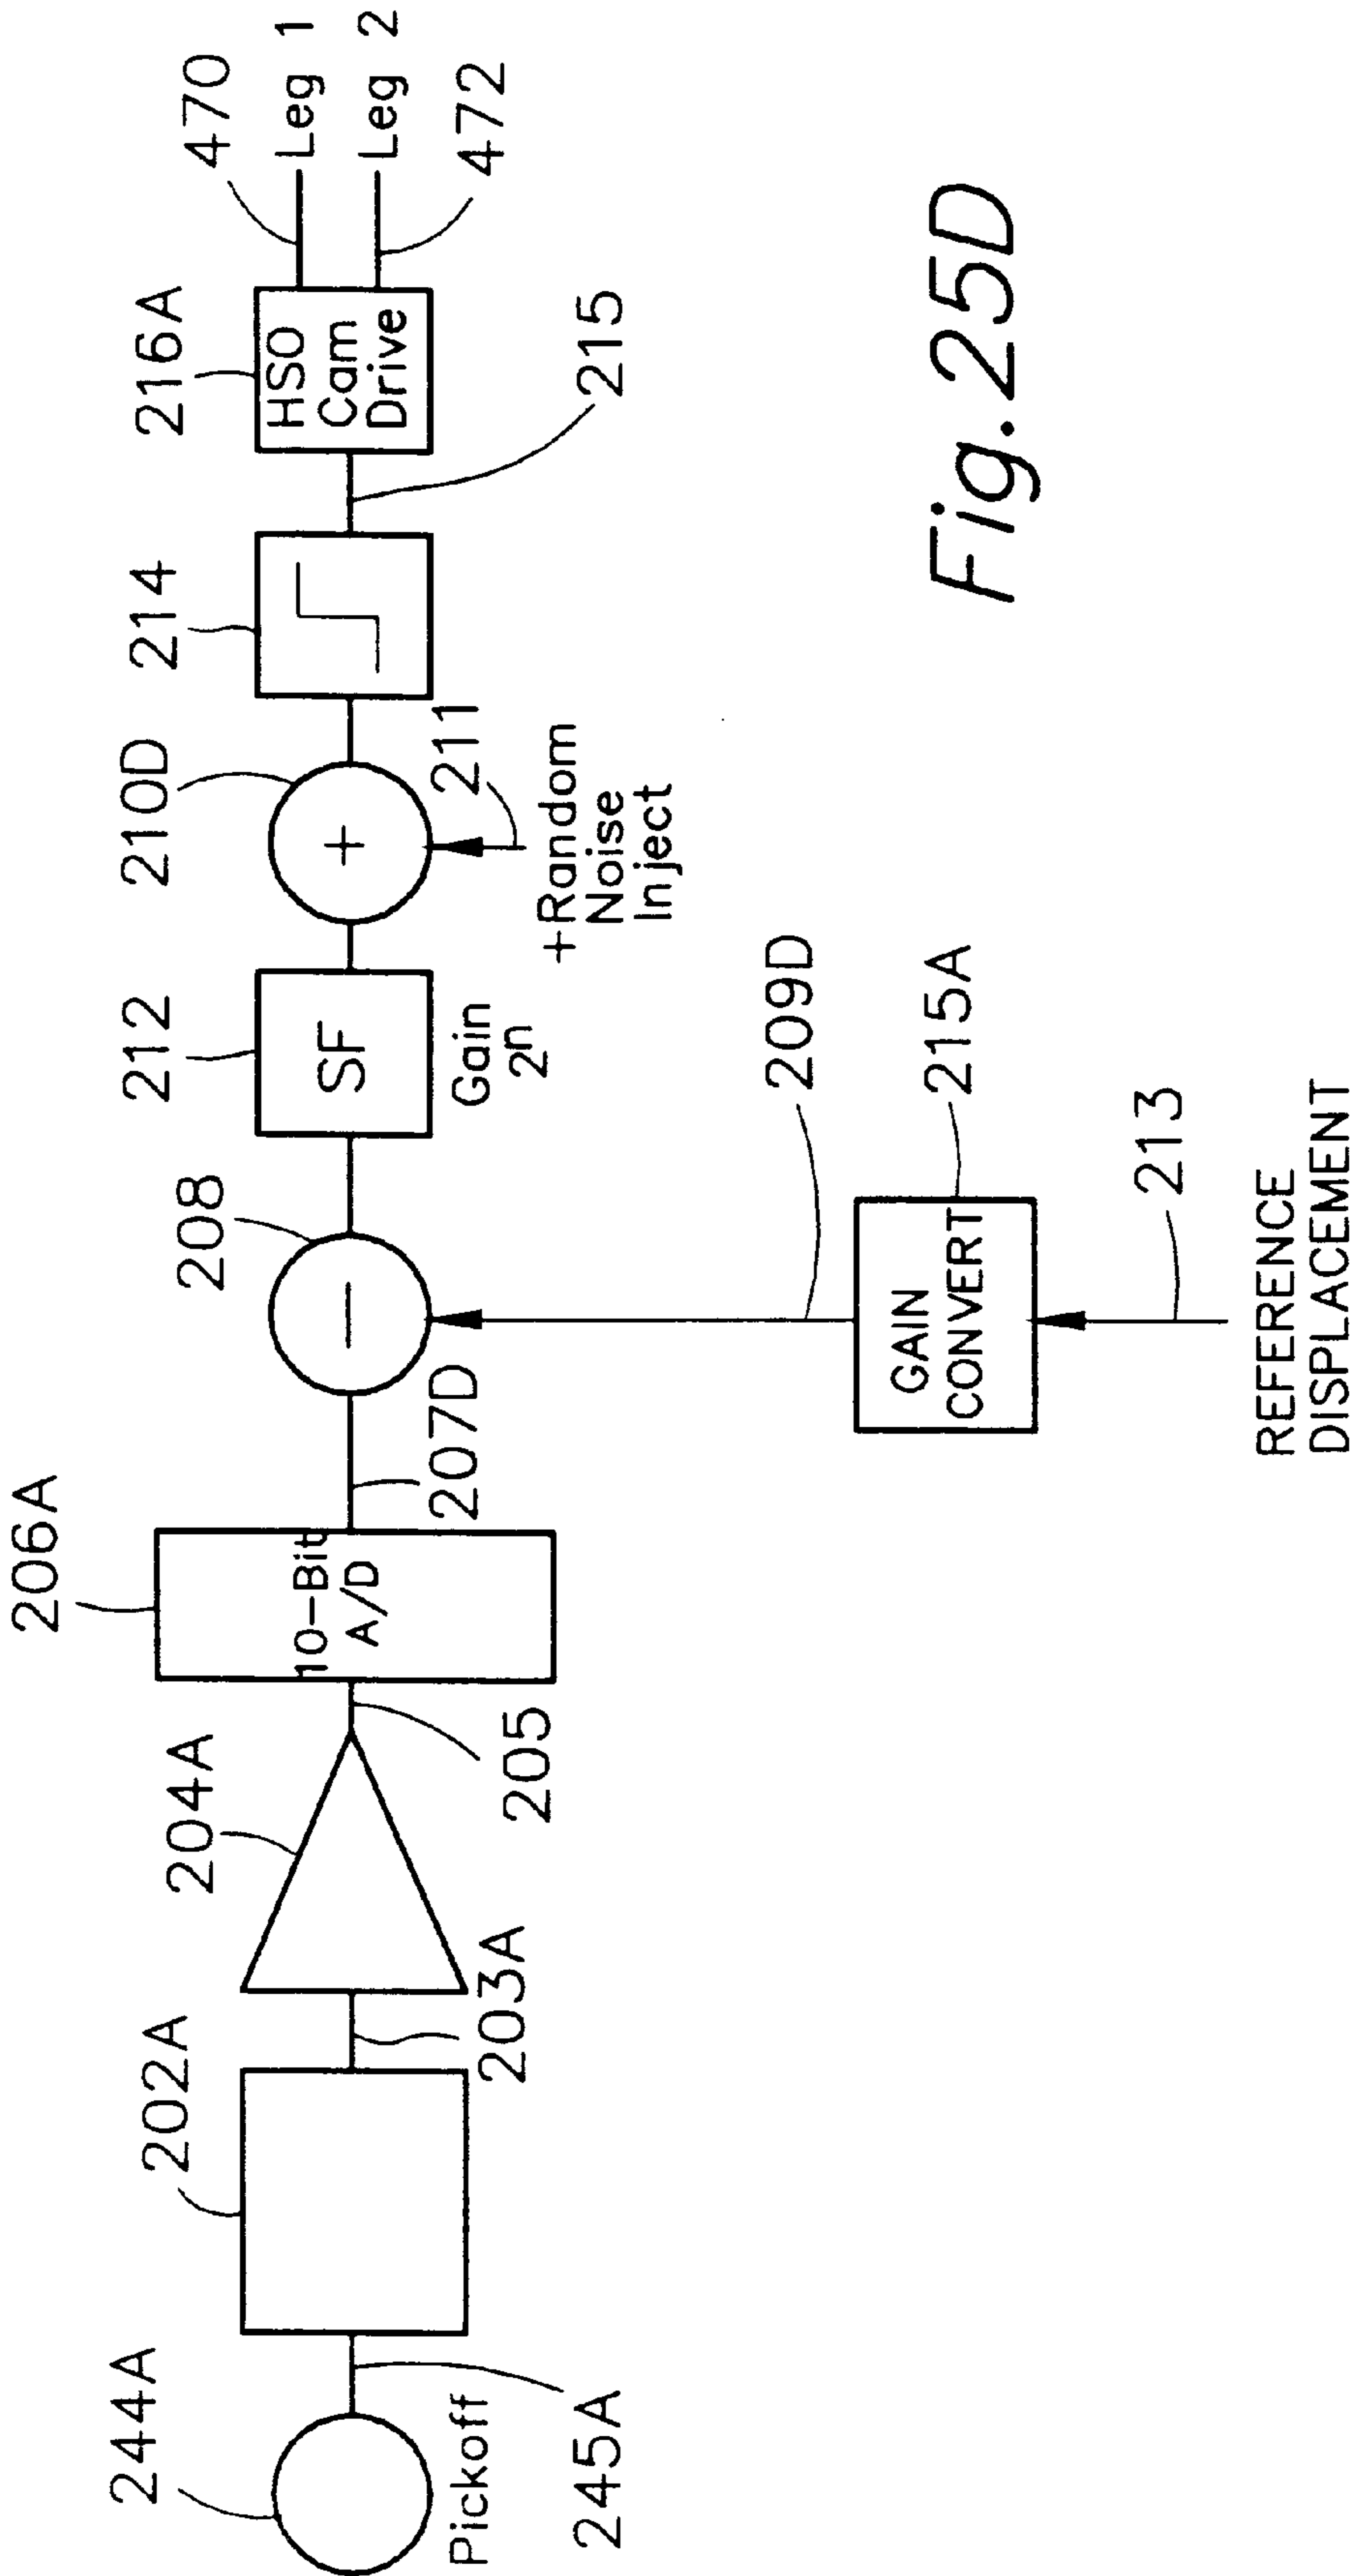 244A
Pickoff
245A
202A
203A
204A
205
206A
10-Bit
A/D
207D
208
—
209D
GAIN
CONVERT
215A
213
REFERENCE
DISPLACEMENT
212
SF
Gain
2n
210D
+
211
+Random
Noise
Inject
214
215
216A
HSO
Cam
Drive
470
Leg 1
Leg 2
472
Fig. 25D